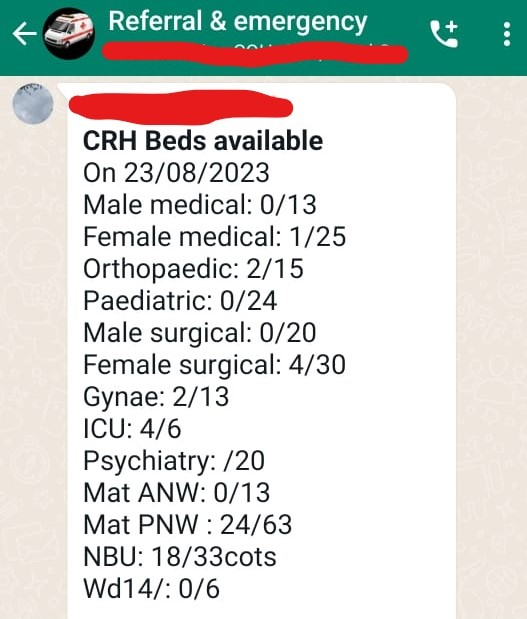 Referral & emergency
CRH Beds available
On 23/08/2023
Male medical: 0/13
Female medical: 1/25
Orthopaedic: 2/15
Paediatric: 0/24
Male surgical: 0/20
Female surgical: 4/30
Gynae: 2/13
ICU: 4/6
Psychiatry: /20
Mat ANW: 0/13
Mat PNW : 24/63
NBU: 18/33cots
Wd14/: 0/6